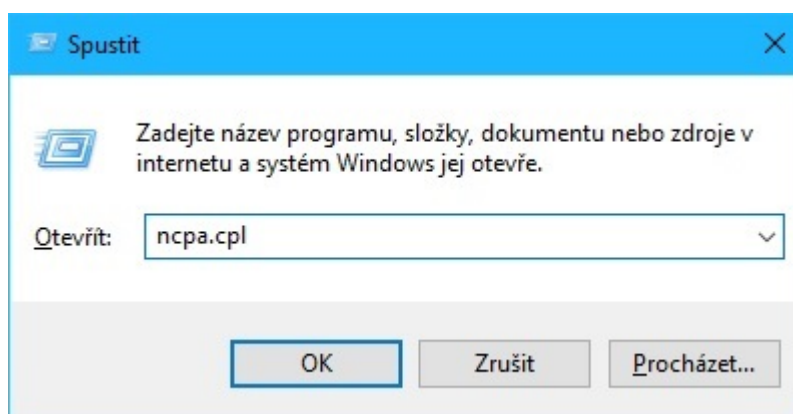 Spustit
Zadejte název programu, složky, dokumentu nebo zdroje v
internetu a systém Windows jej otevře.
Otevřít: ncpa.cpl
OK Zrušit Procházet...